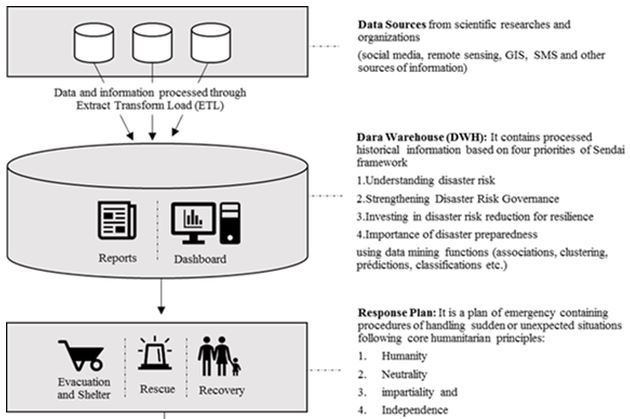 Data Sources from scientific researches and
organizations
(social media, remote sensing, GIS, SMS and other
sources of information)
Data and information processed through
Extract Transform Load (ETL)
Dara Warehouse (DWH): It contains processed
historical information based on four priorities of Sendai
framework
1.Understanding disaster risk
2.Strengthening Disaster Risk Governance
3.Investing in disaster risk reduction for resilience
4.Importance of disaster preparedness
using data mining functions (associations, clustering,
prédictions, classifications etc.)
Reports
Dashboard
Response Plan: It is a plan of emergency containing
procedures of handling sudden or unexpected situations
following core humanitarian principles:
1. Humanity
2. Neutrality
3. impartiality and
4. Independence
Evacuation
and Shelter
Rescue
Recovery